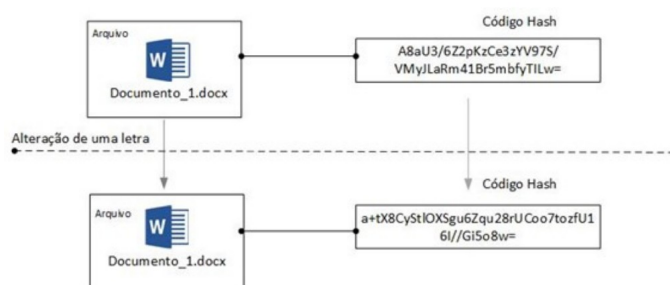 Código Hash
Arquivo
W
Documento_1.docx
A8aU3/6Z2pKzCe3zYV97S/
VMyJLaRm41Br5mbfyTILw=
Alteração de uma letra
Código Hash
Arquivo
W
Documento_1.docx
a+tX8CyStlOXSgu6Zqu28rUCoo7tozfU1
6I//Gi5o8w=